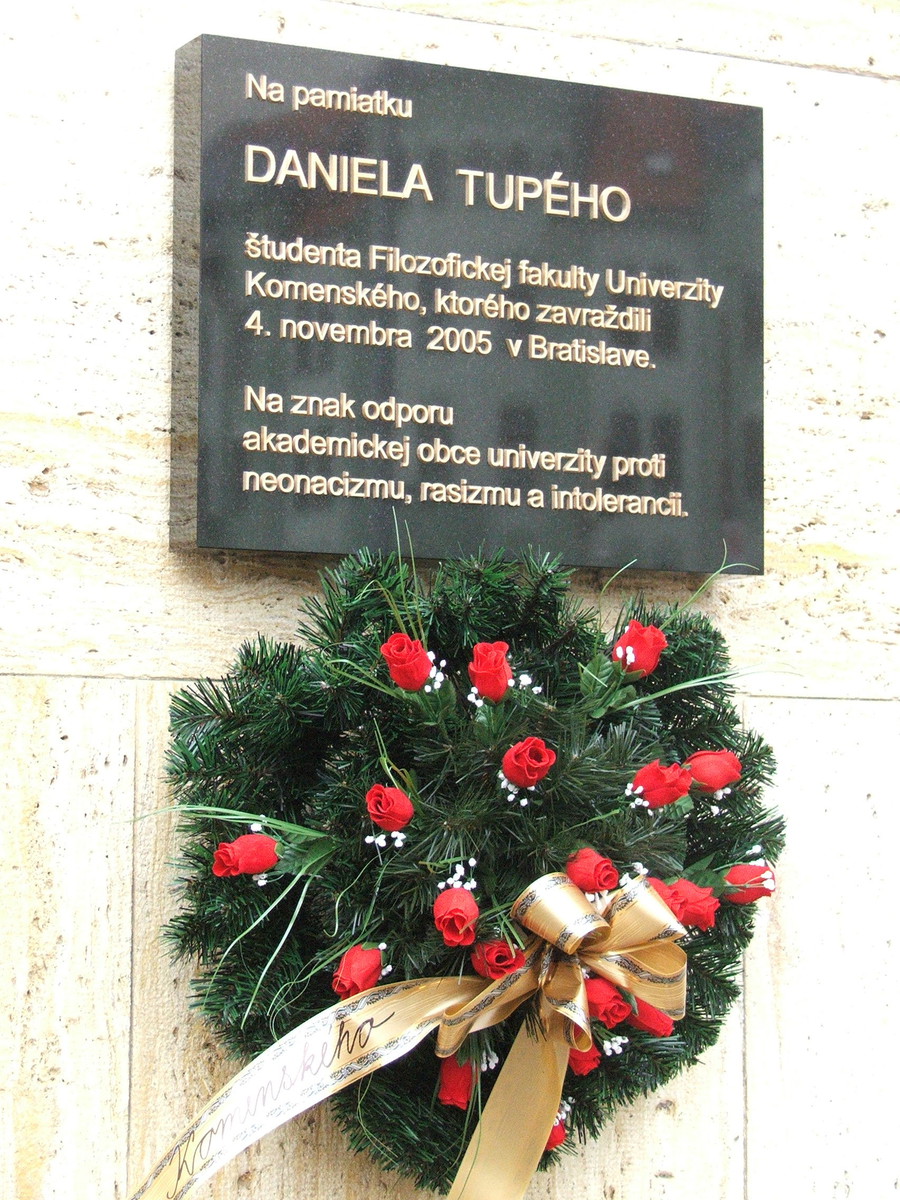 Na pamiatku
DANIELA TUPÉHO
študenta Filozofickej fakulty Univerzity
Komenského, ktorého zavraždili
4. novembra 2005 v Bratislave.
Na znak odporu
akademickej obce univerzity proti
neonacizmu, rasizmu a intolerancii.
Komenského